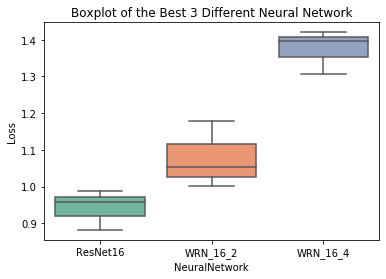 Boxplot of the Best 3 Different Neural Network
Loss
1.4
1.3
1.2
1.1
1.0
0.9
ResNet16 WRN_16_2 WRN_16_4
NeuralNetwork